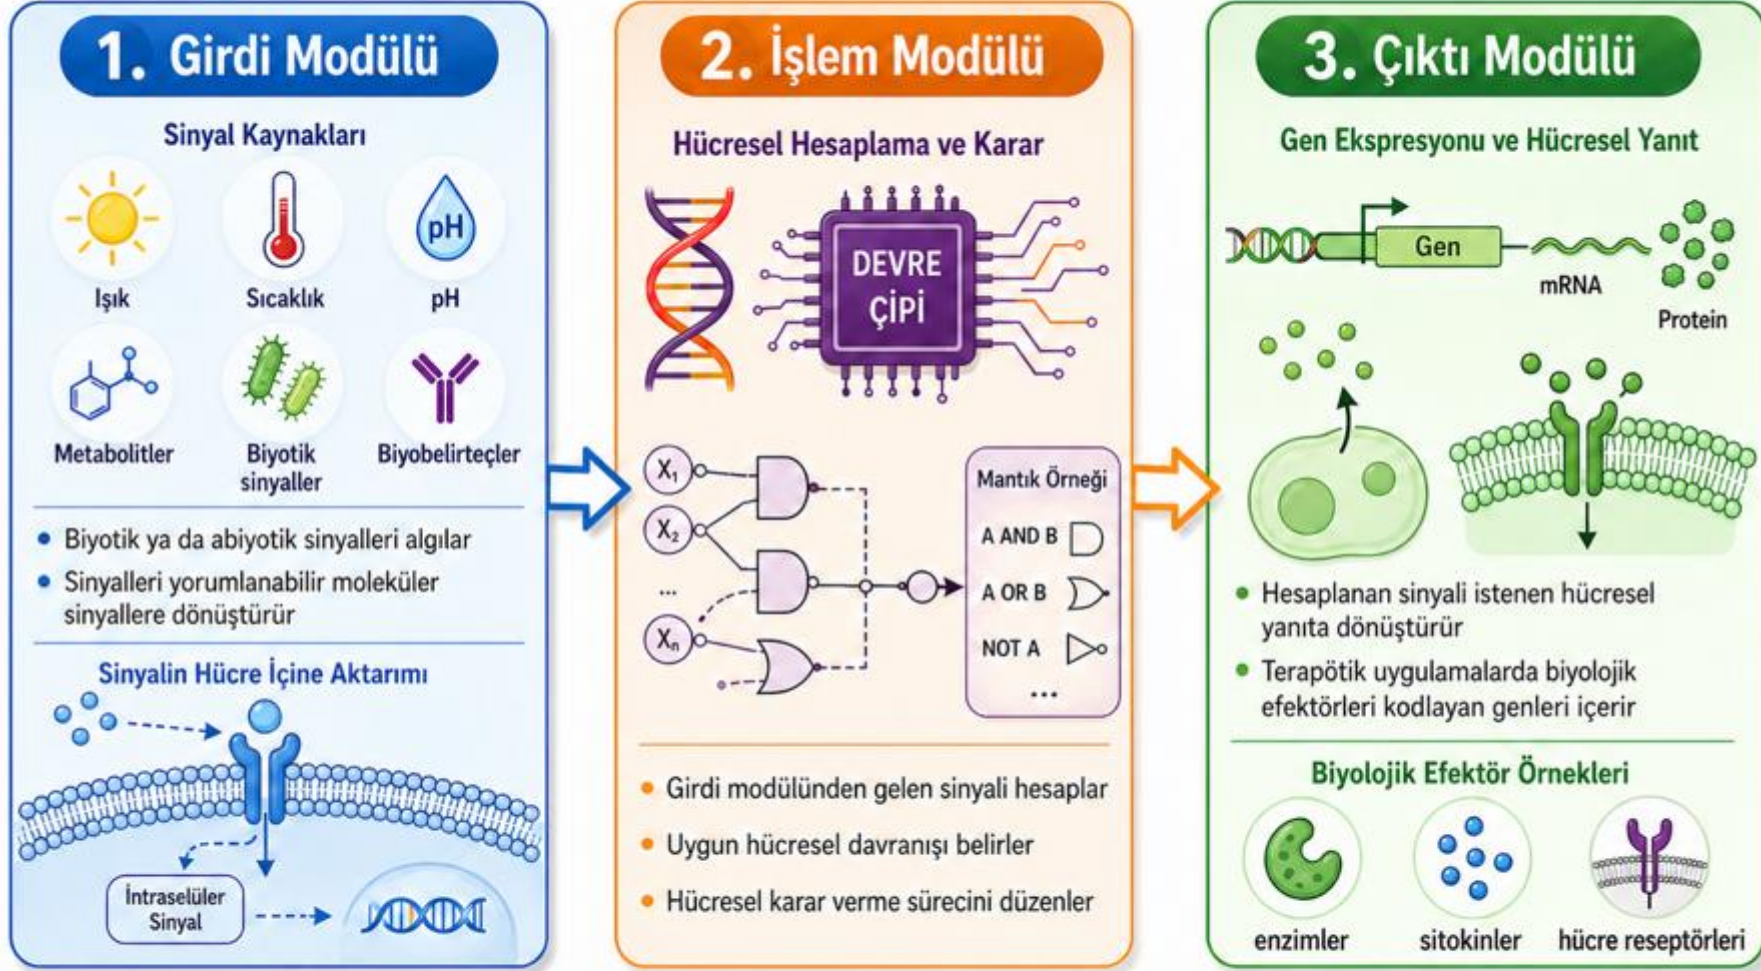 1. Girdi Modülü
Sinyal Kaynakları
Işık
Sıcaklık
pH
pH
Metabolitler
Biyotik
sinyaller
Biyobelirteçler
• Biyotik ya da abiyotik sinyalleri algılar
• Sinyalleri yorumlanabilir moleküler
sinyallere dönüştürür
Sinyalin Hücre İçine Aktarımı
İntraselüler
Sinyal
2. İşlem Modülü
Hücresel Hesaplama ve Karar
DEVRE
ÇİPİ
X₁
X₂
...
Xₙ
Mantık Örneği
A AND B
A OR B
NOT A
...
• Girdi modülünden gelen sinyali hesaplar
• Uygun hücresel davranışı belirler
• Hücresel karar verme sürecini düzenler
3. Çıktı Modülü
Gen Ekspresyonu ve Hücresel Yanıt
Gen
mRNA
Protein
• Hesaplanan sinyali istenen hücresel
yanıta dönüştürür
• Terapötik uygulamalarda biyolojik
efektörleri kodlayan genleri içerir
Biyolojik Efektör Örnekleri
enzimler
sitokinler
hücre reseptörleri